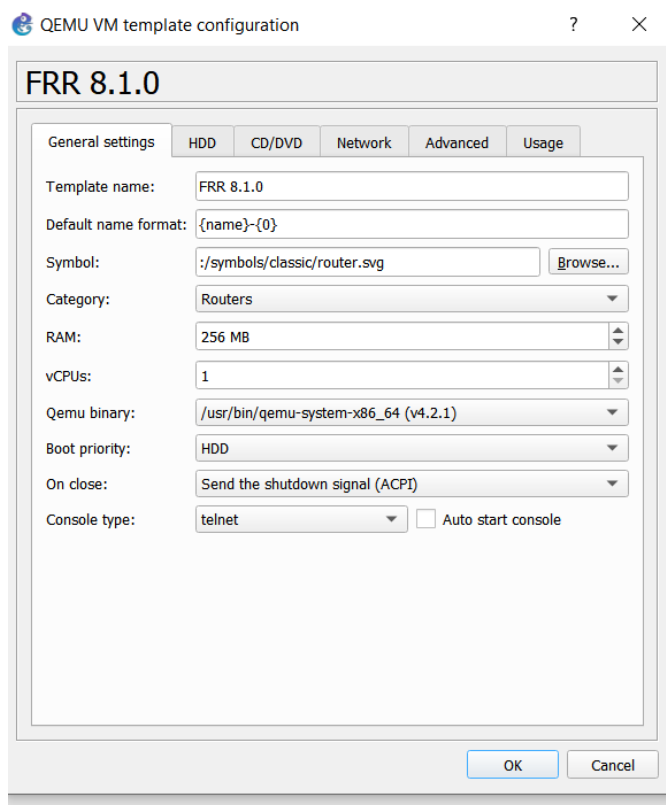 QEMU VM template configuration ? ×
FRR 8.1.0
General settings HDD CD/DVD Network Advanced Usage
Template name: FRR 8.1.0
Default name format: {name}-{0}
Symbol: :/symbols/classic/router.svg Browse...
Category: Routers
RAM: 256 MB
vCPUs: 1
Qemu binary: /usr/bin/qemu-system-x86_64 (v4.2.1)
Boot priority: HDD
On close: Send the shutdown signal (ACPI)
Console type: telnet Auto start console
OK Cancel